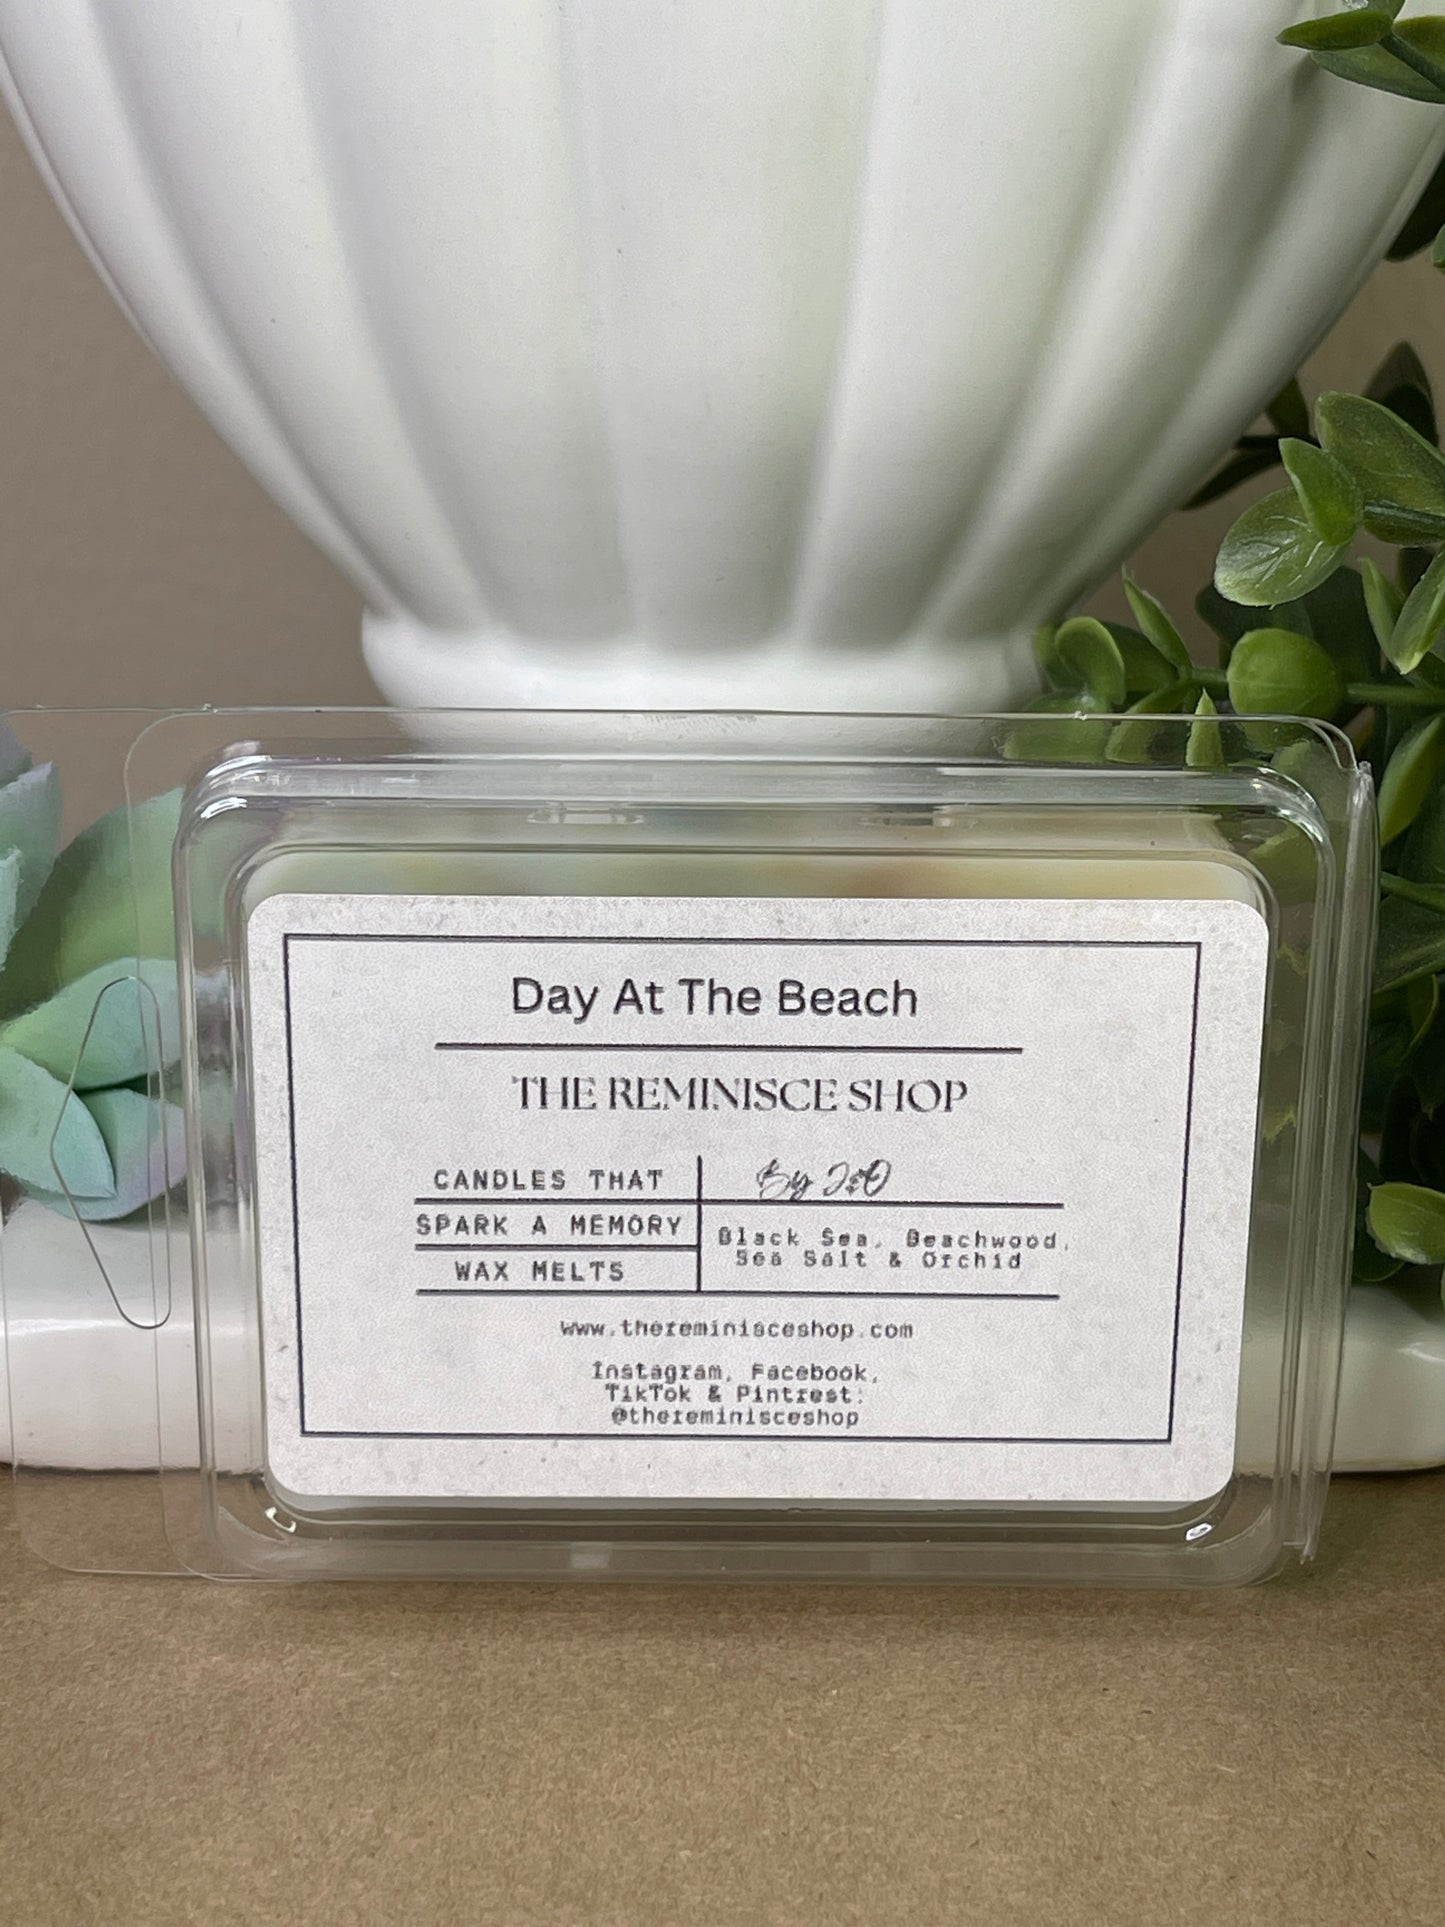 Day At The Beach
THE REMINISCE SHOP
CANDLES THAT
SPARK A MEMORY
WAX MELTS
By J&O
Black Sea, Beachwood,
Sea Salt & Orchid
www.thereminisceshop.com
Instagram, Facebook,
TikTok & Pintrest:
@thereminisceshop